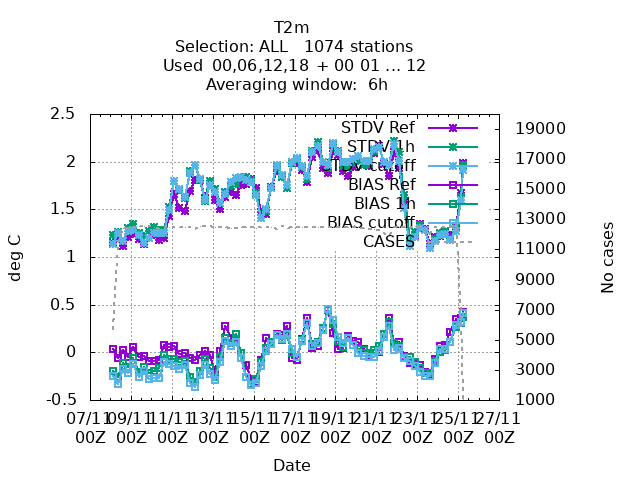 T2m
Selection: ALL   1074 stations
Used  00,06,12,18  + 00 01 ... 12
Averaging window:  6h
2.5
2
1.5
1
0.5
0
-0.5
deg C
19000
17000
15000
13000
11000
9000
7000
5000
3000
1000
No cases
STDV Ref
STDV 1h
STDV cutoff
BIAS Ref
BIAS 1h
BIAS cutoff
CASES
07/11 09/11 11/11 13/11 15/11 17/11 19/11 21/11 23/11 25/11 27/11
00Z 00Z 00Z 00Z 00Z 00Z 00Z 00Z 00Z 00Z 00Z
Date